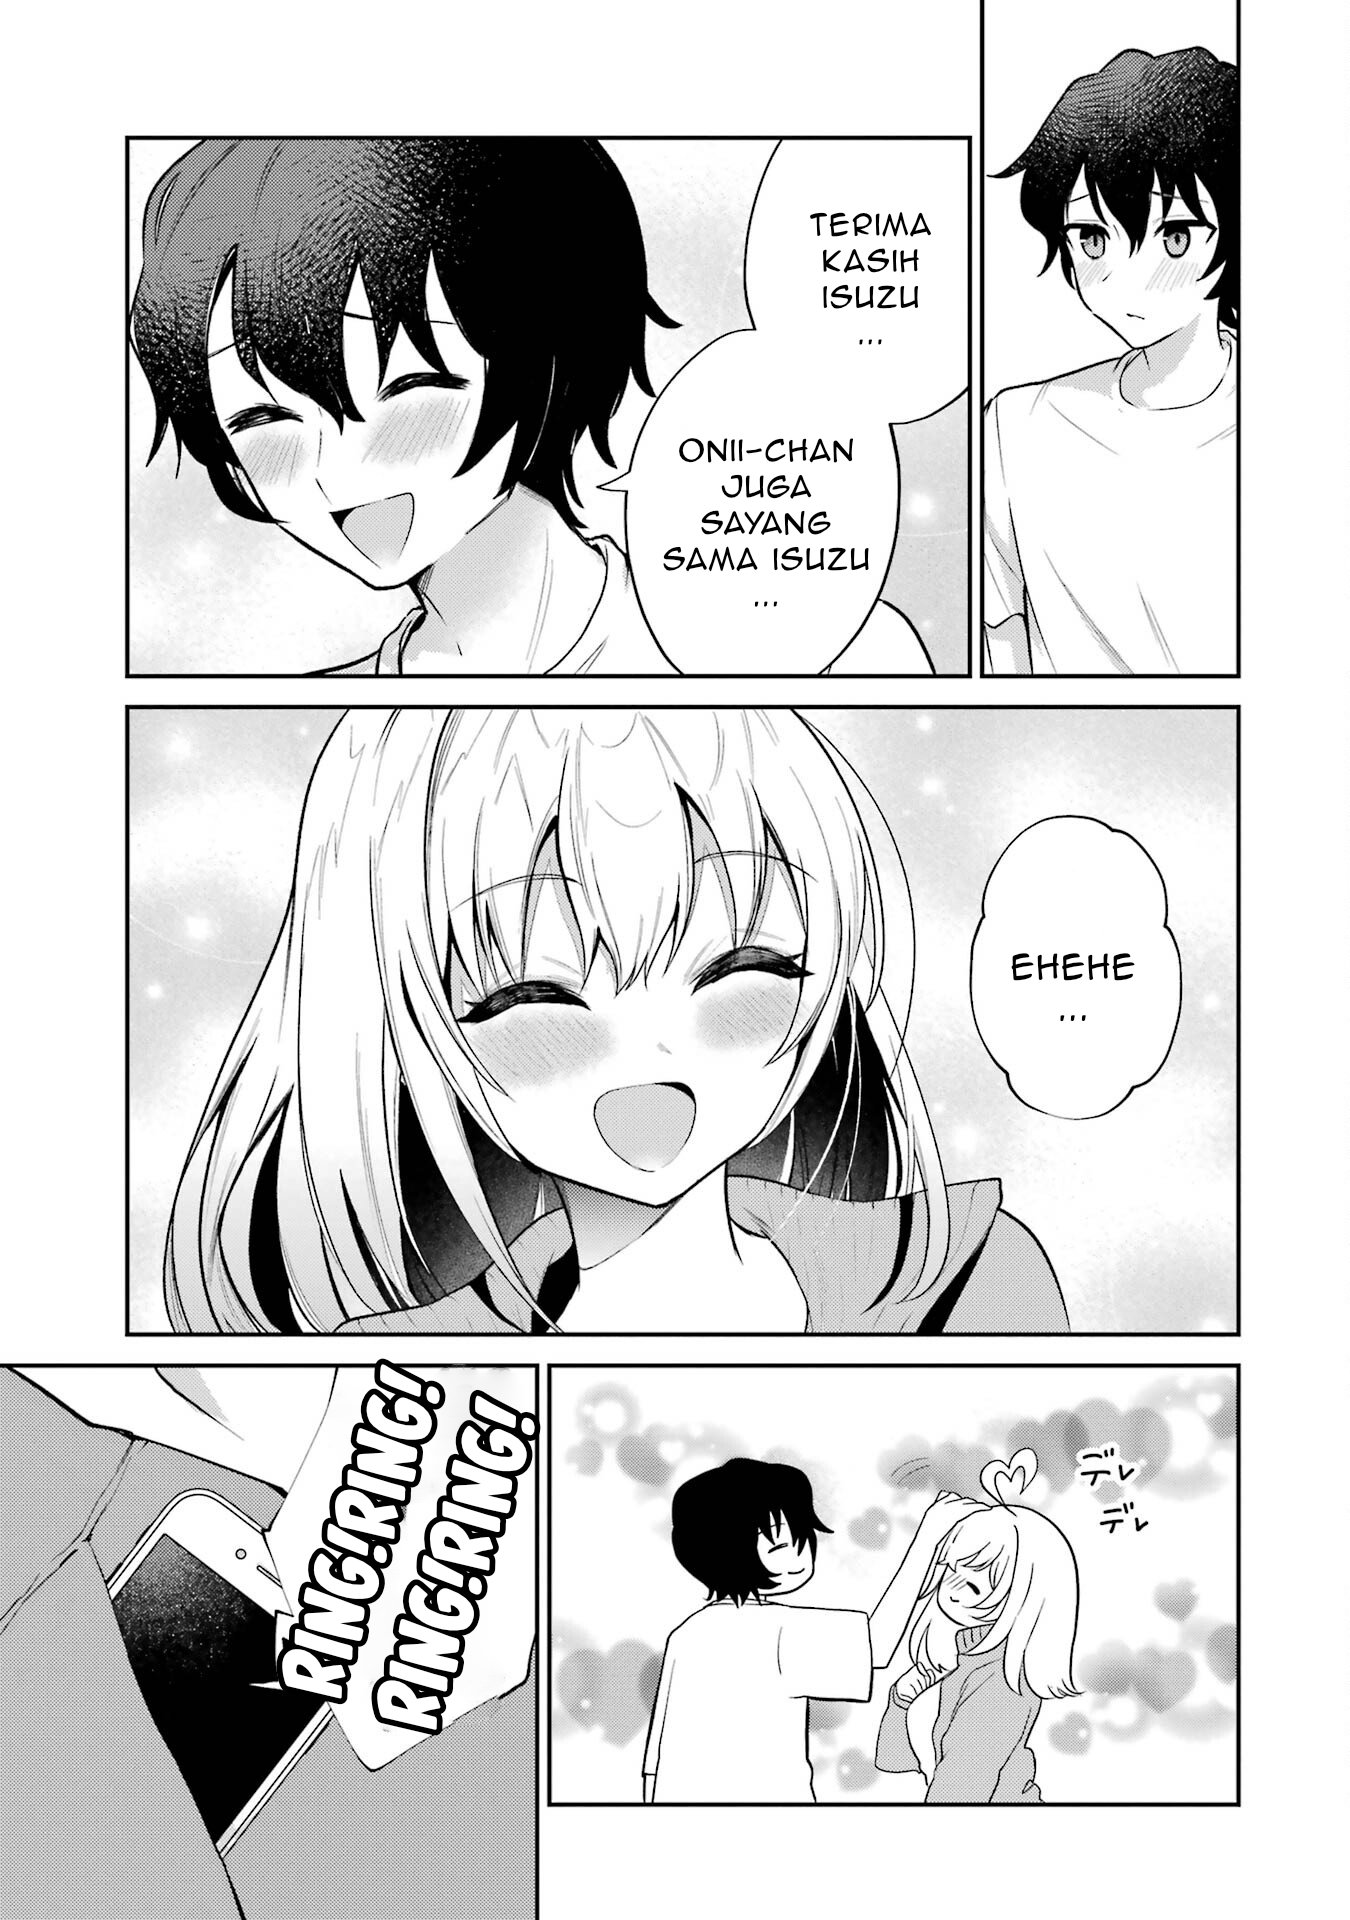 TERIMA
KASIH
ISUZU
...
ONII-CHAN
JUGA
SAYANG
SAMA ISUZU
...
EHEHE
...
デレ
デレ
RING!RING!
RING!RING!